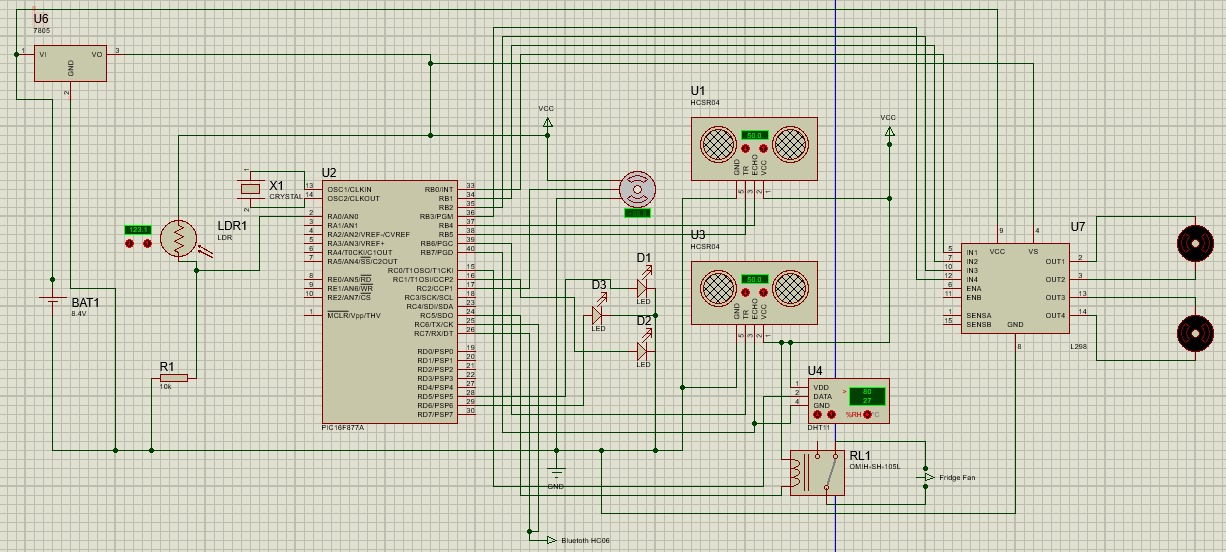 U6
7805
1
VI
VO
3
GND
2
VCC
U1
HCSR04
50.0
GND
TR
ECHO
VCC
5
3
2
1
VCC
U2
X1
CRYSTAL
1
2
13
OSC1/CLKIN
14
OSC2/CLKOUT
2
RA0/AN0
3
RA1/AN1
4
RA2/AN2/VREF-/CVREF
5
RA3/AN3/VREF+
6
RA4/T0CKI/C1OUT
7
RA5/AN4/SS/C2OUT
8
RE0/AN5/RD
9
RE1/AN6/WR
10
RE2/AN7/CS
1
MCLR/Vpp/THV
RB0/INT
33
RB1
34
RB2
35
RB3/PGM
36
RB4
37
RB5
38
RB6/PGC
39
RB7/PGD
40
RC0/T1OSO/T1CKI
15
RC1/T1OSI/CCP2
16
RC2/CCP1
17
RC3/SCK/SCL
18
RC4/SDI/SDA
23
RC5/SDO
24
RC6/TX/CK
25
RC7/RX/DT
26
RD0/PSP0
19
RD1/PSP1
20
RD2/PSP2
21
RD3/PSP3
22
RD4/PSP4
27
RD5/PSP5
28
RD6/PSP6
29
RD7/PSP7
30
PIC16F877A
123.1
LDR1
LDR
BAT1
8.4V
R1
10k
D1
LED
D3
LED
D2
LED
U3
HCSR04
50.0
GND
TR
ECHO
VCC
5
3
2
1
U7
9
4
VCC
VS
5
IN1
7
IN2
10
IN3
12
IN4
6
ENA
11
ENB
1
SENSA
15
SENSB
GND
8
OUT1
2
OUT2
3
OUT3
13
OUT4
14
L298
U4
1
VDD
2
DATA
4
GND
>
80
27
%RH
°C
DHT11
RL1
OMIH-SH-105L
Fridge Fan
GND
Bluetoth HC06